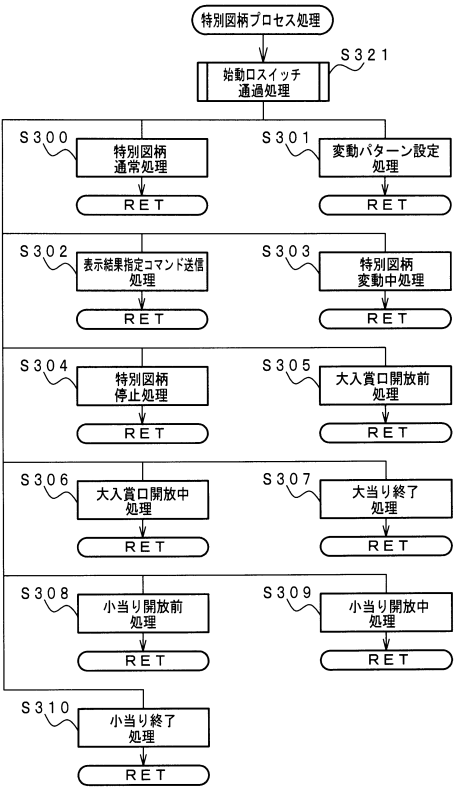 特別図柄プロセス処理
S321
始動口スイッチ
通過処理
S300
特別図柄
通常処理
RET
S301
変動パターン設定
処理
RET
S302
表示結果指定コマンド送信
処理
RET
S303
特別図柄
変動中処理
RET
S304
特別図柄
停止処理
RET
S305
大入賞口開放前
処理
RET
S306
大入賞口開放中
処理
RET
S307
大当り終了
処理
RET
S308
小当り開放前
処理
RET
S309
小当り開放中
処理
RET
S310
小当り終了
処理
RET